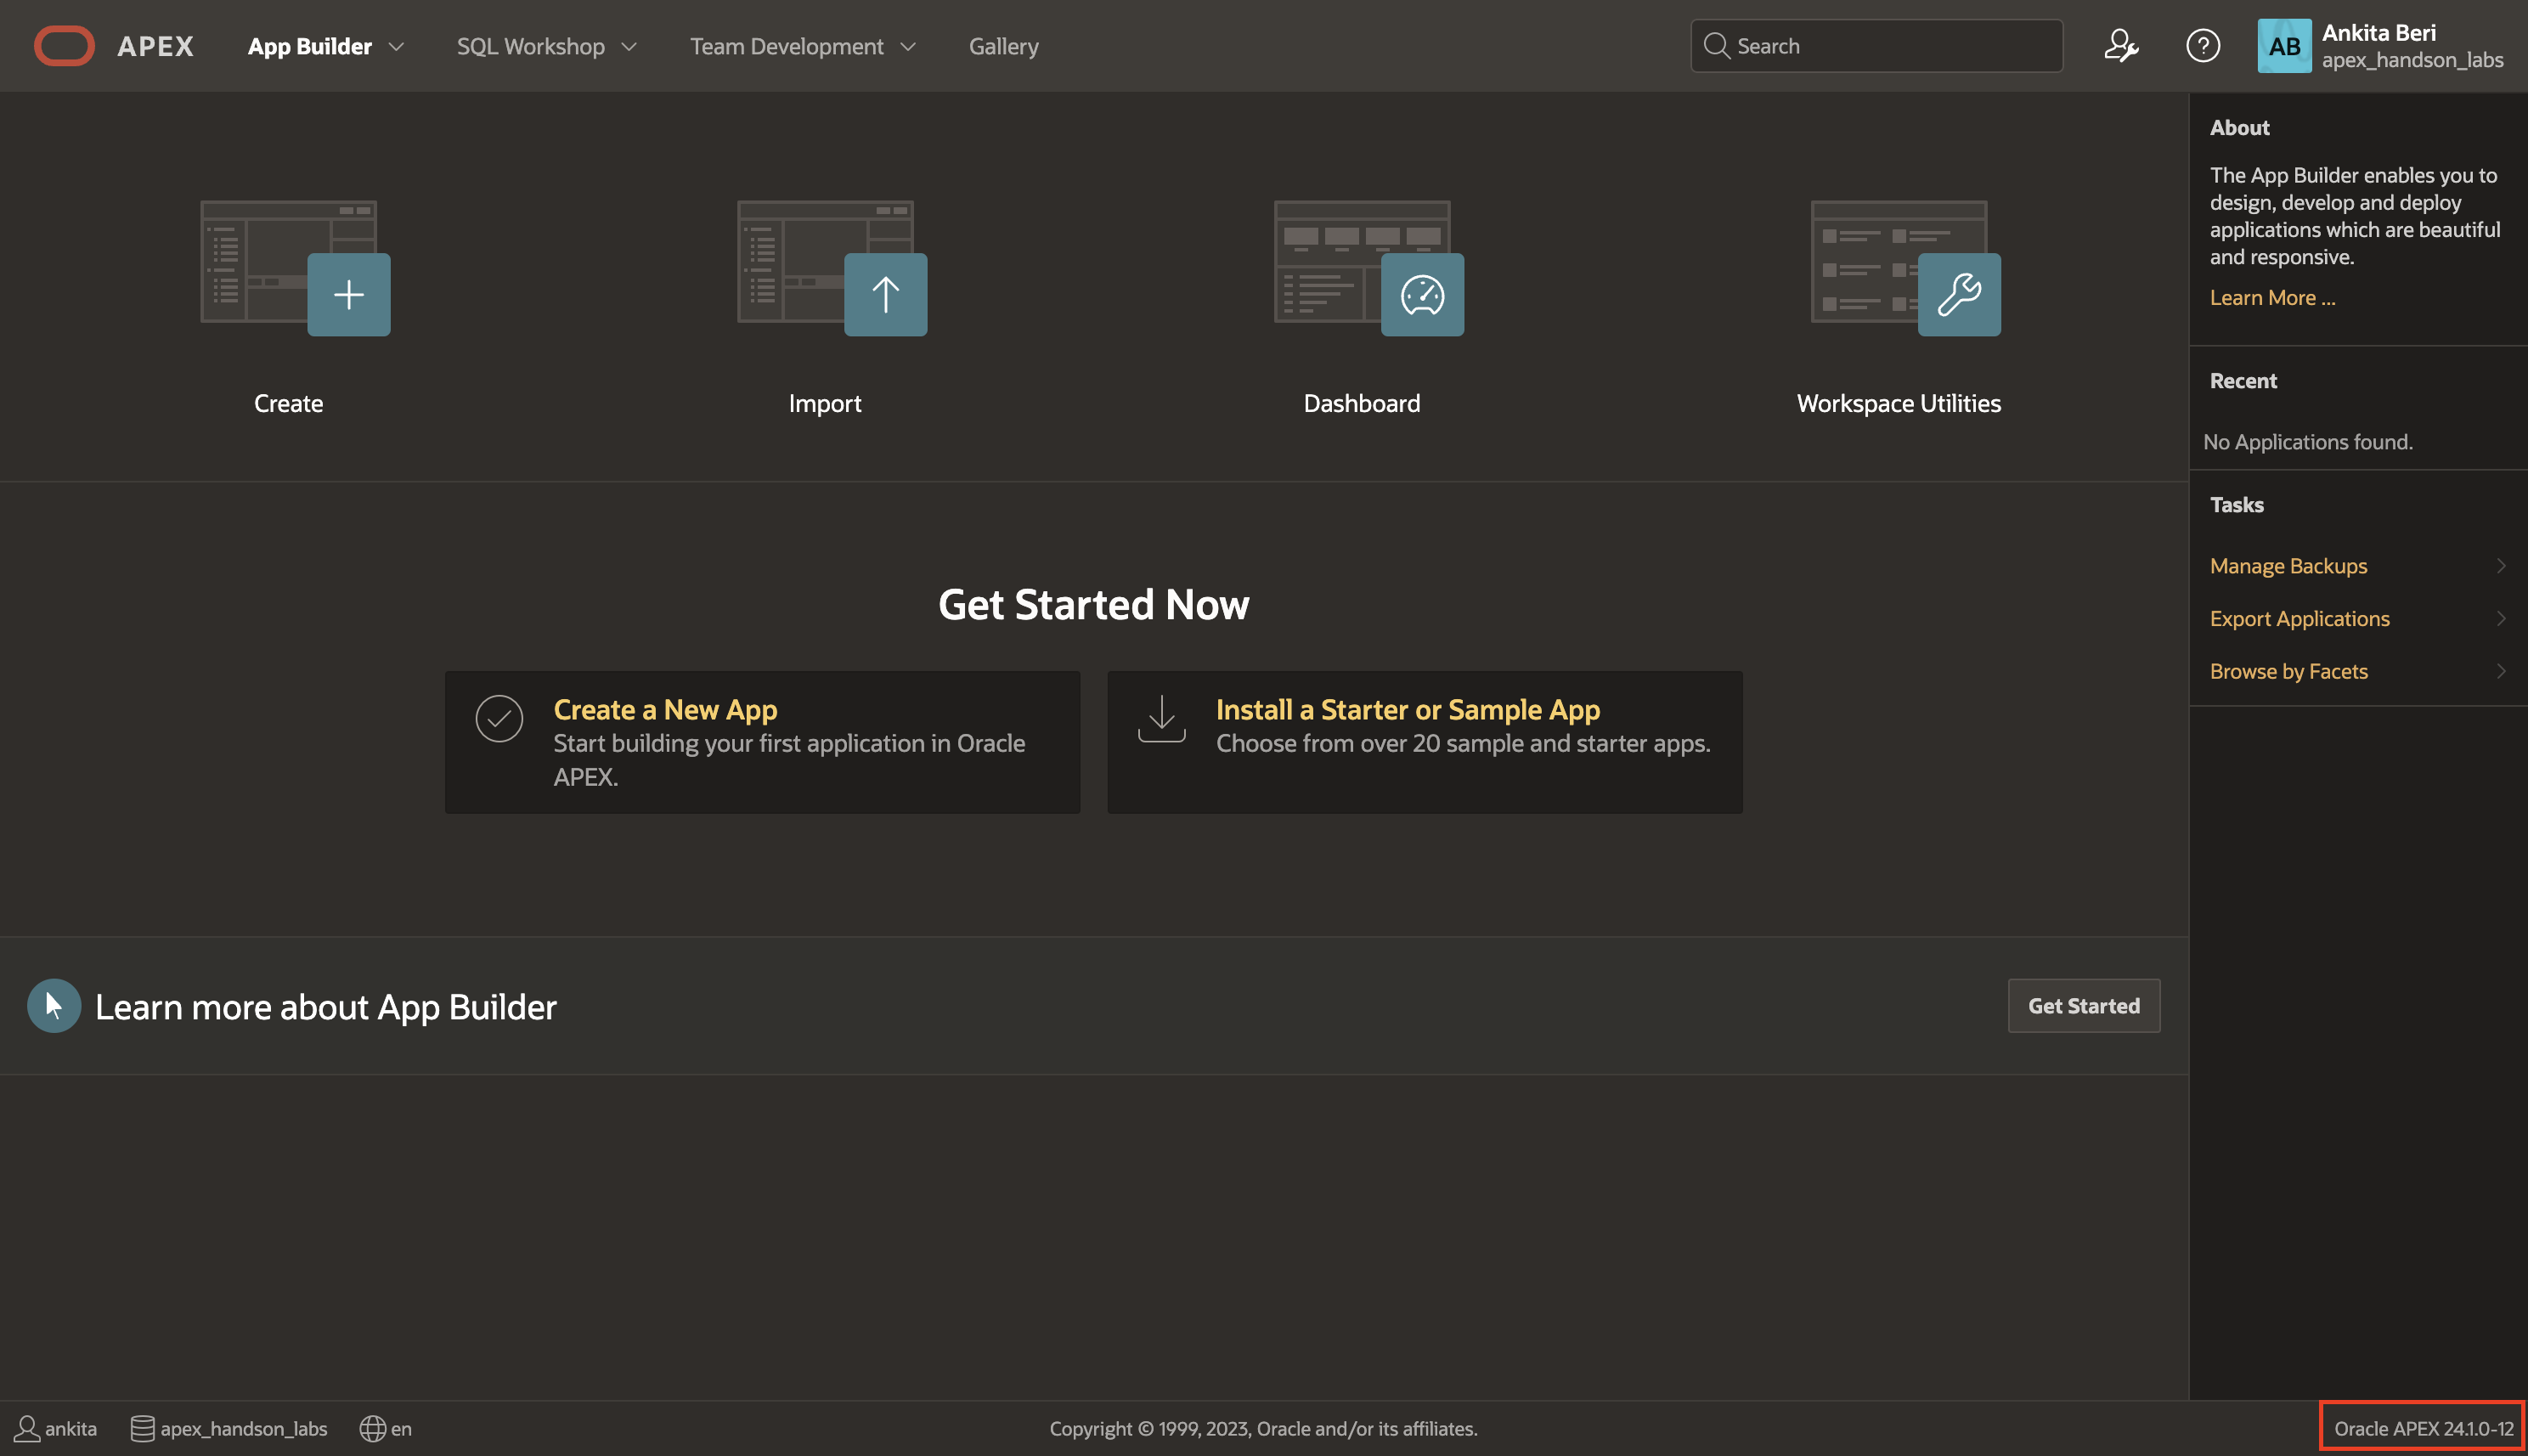 APEX
App Builder
SQL Workshop
Team Development
Gallery
Search
AB
Ankita Beri
apex_handson_labs
Create
Import
Dashboard
Workspace Utilities
Get Started Now
Create a New App
Start building your first application in Oracle
APEX.
Install a Starter or Sample App
Choose from over 20 sample and starter apps.
Learn more about App Builder
Get Started
About
The App Builder enables you to
design, develop and deploy
applications which are beautiful
and responsive.
Learn More ...
Recent
No Applications found.
Tasks
Manage Backups
Export Applications
Browse by Facets
ankita
apex_handson_labs
en
Copyright © 1999, 2023, Oracle and/or its affiliates.
Oracle APEX 24.1.0-12